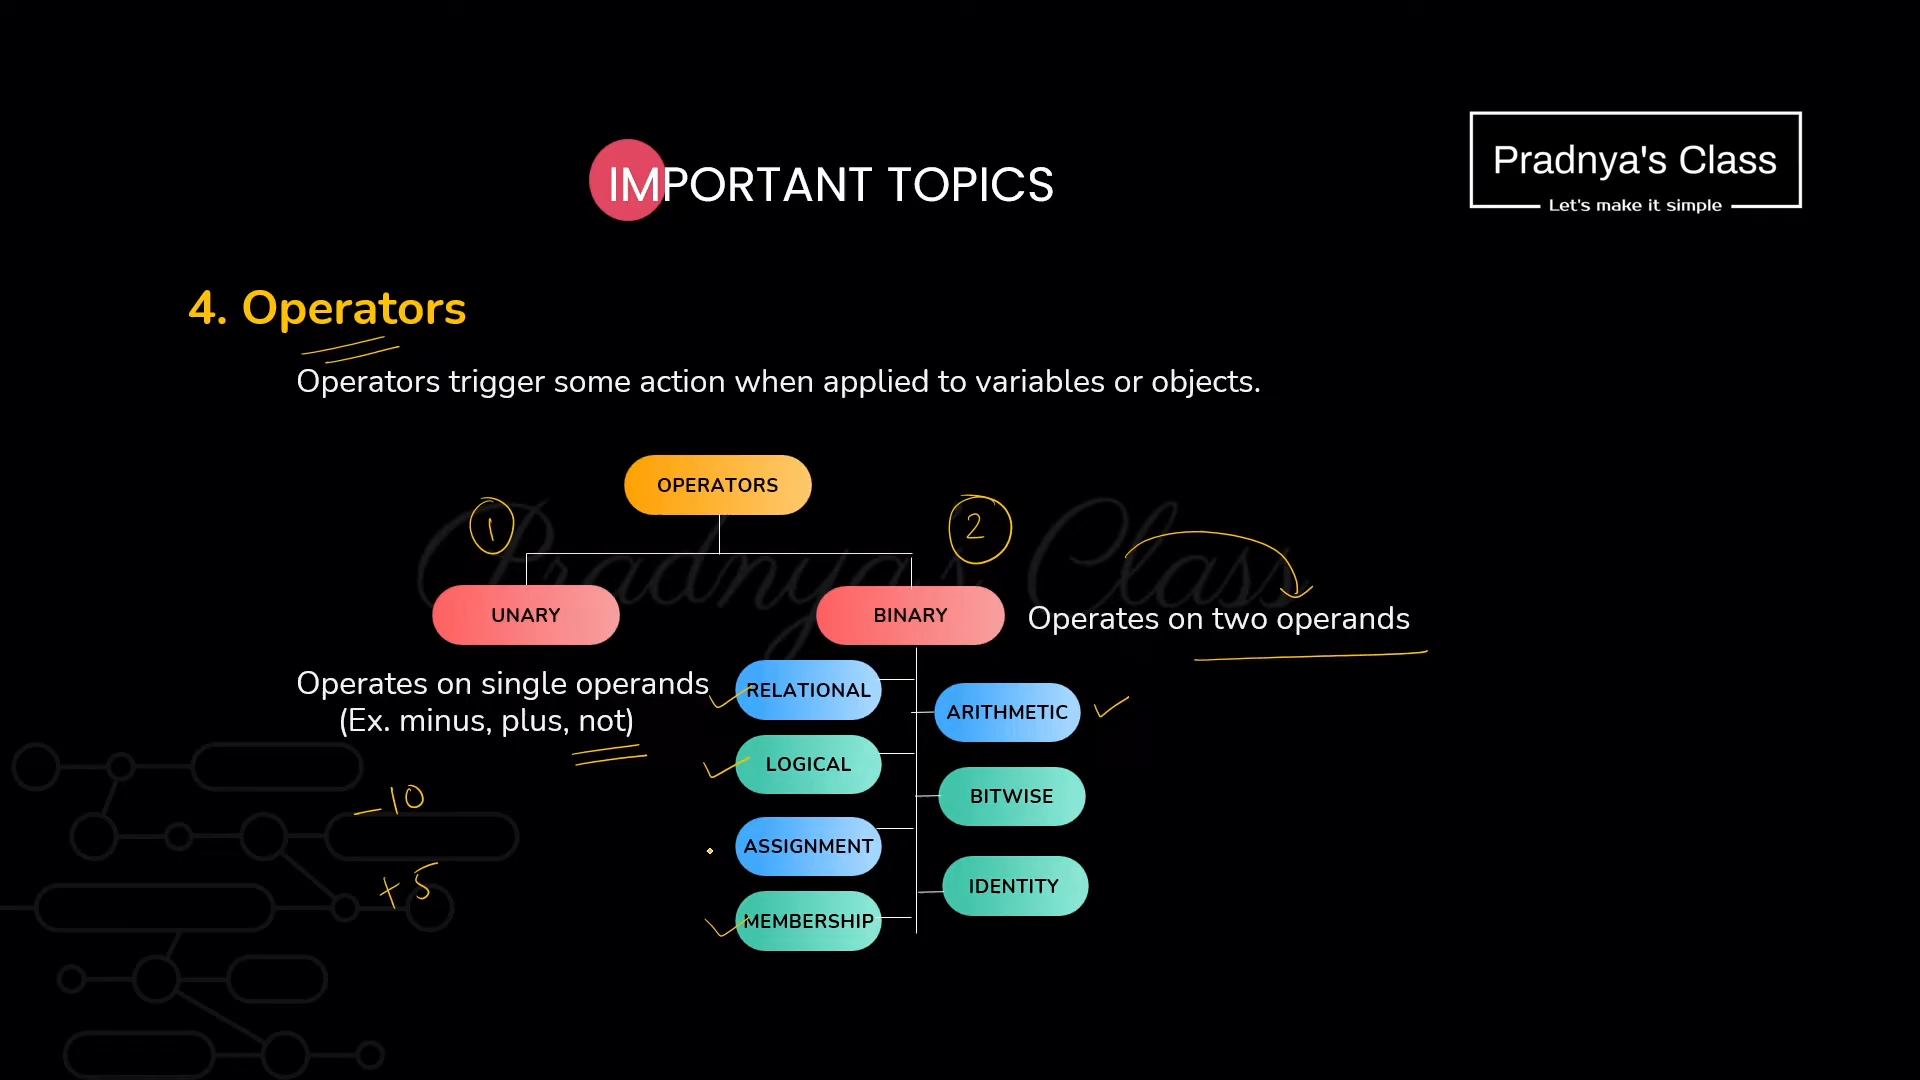 IMPORTANT TOPICS
Pradnya's Class
Let's make it simple
4. Operators
Operators trigger some action when applied to variables or objects.
OPERATORS
1
2
Pradnya's Class
UNARY
BINARY
Operates on two operands
Operates on single operands
(Ex. minus, plus, not)
RELATIONAL
ARITHMETIC
LOGICAL
BITWISE
-10
ASSIGNMENT
+5
IDENTITY
MEMBERSHIP